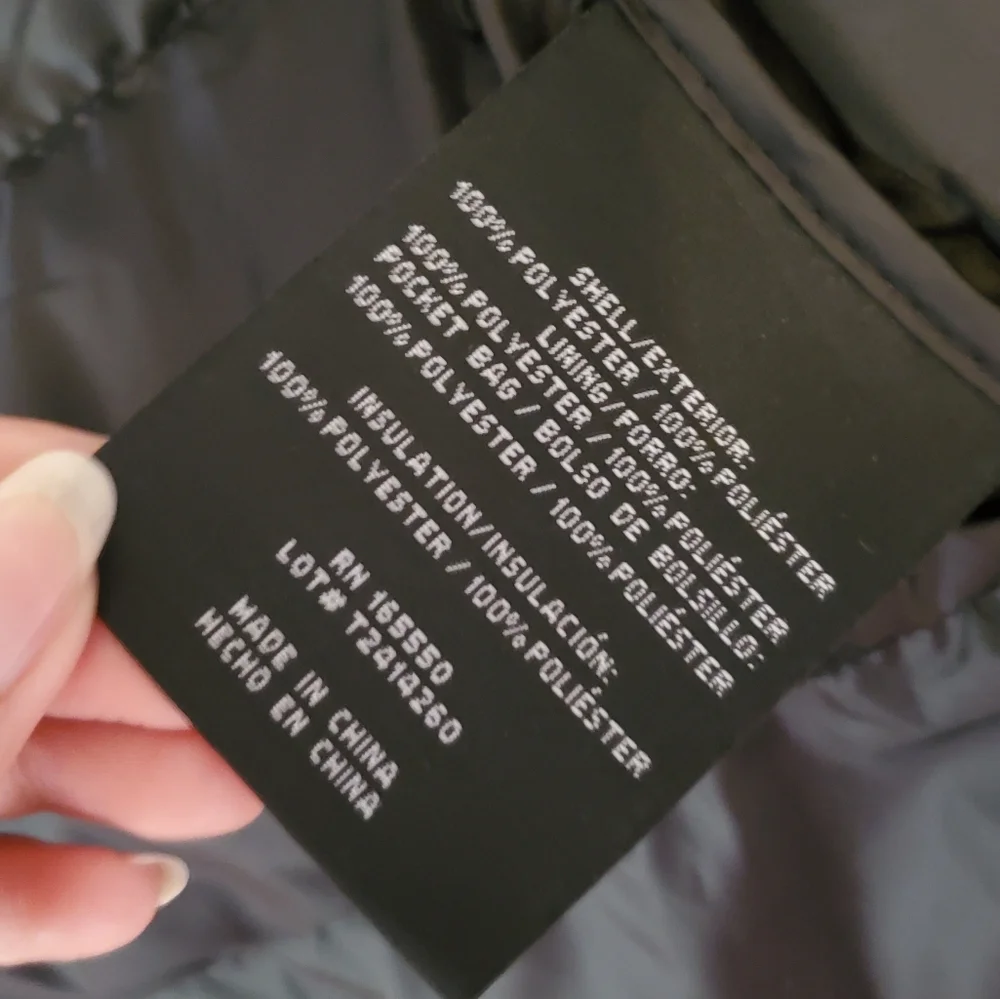 SHELL/EXTERIOR:
100% POLYESTER / 100% POLIÉSTER
LINING/FORRO:
100% POLYESTER / 100% POLIÉSTER
POCKET BAG / BOLSO DE BOLSILLO:
100% POLYESTER / 100% POLIÉSTER
INSULATION/INSULACIÓN:
100% POLYESTER / 100% POLIÉSTER
RN 165550
LOT# T2414260
MADE IN CHINA
HECHO EN CHINA